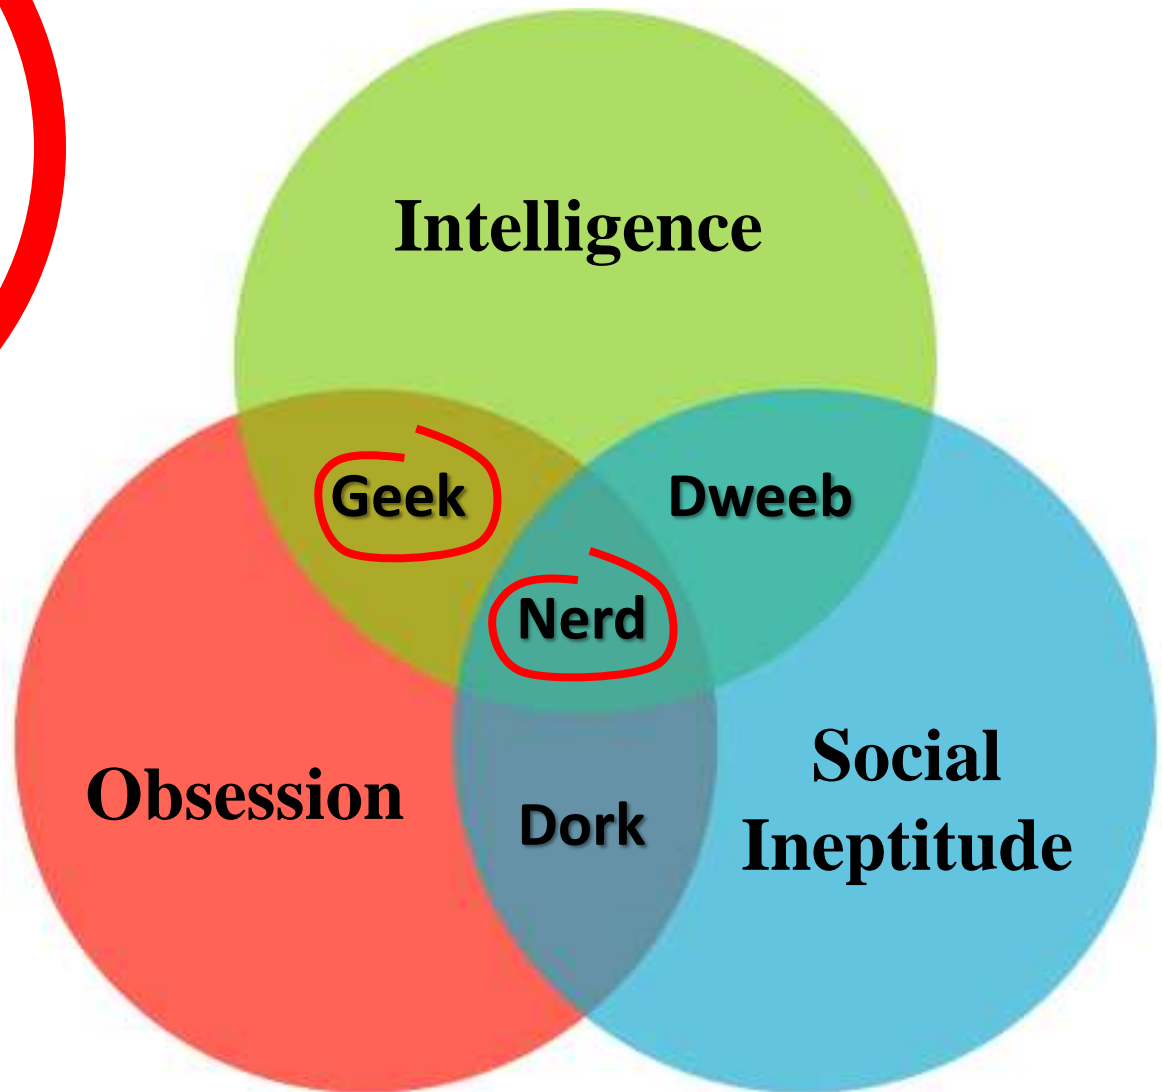 Intelligence
Geek
Dweeb
Nerd
Obsession
Social
Ineptitude
Dork